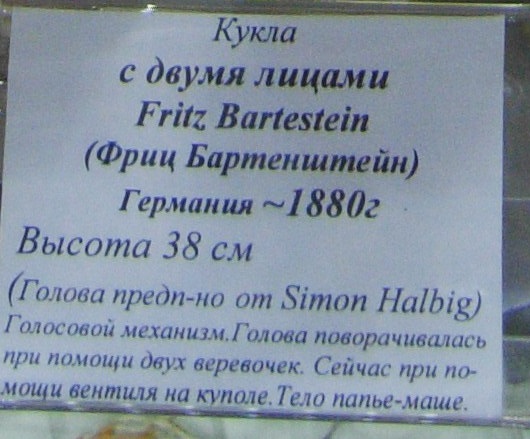 Кукла
с двумя лицами
Fritz Bartestein
(Фриц Бартенштейн)
Германия ~1880г
Высота 38 см
(Голова предп-но от Simon Halbig)
Голосовой механизм.Голова поворачивалась
при помощи двух веревочек. Сейчас при по-
мощи вентиля на куполе.Тело папье-маше.